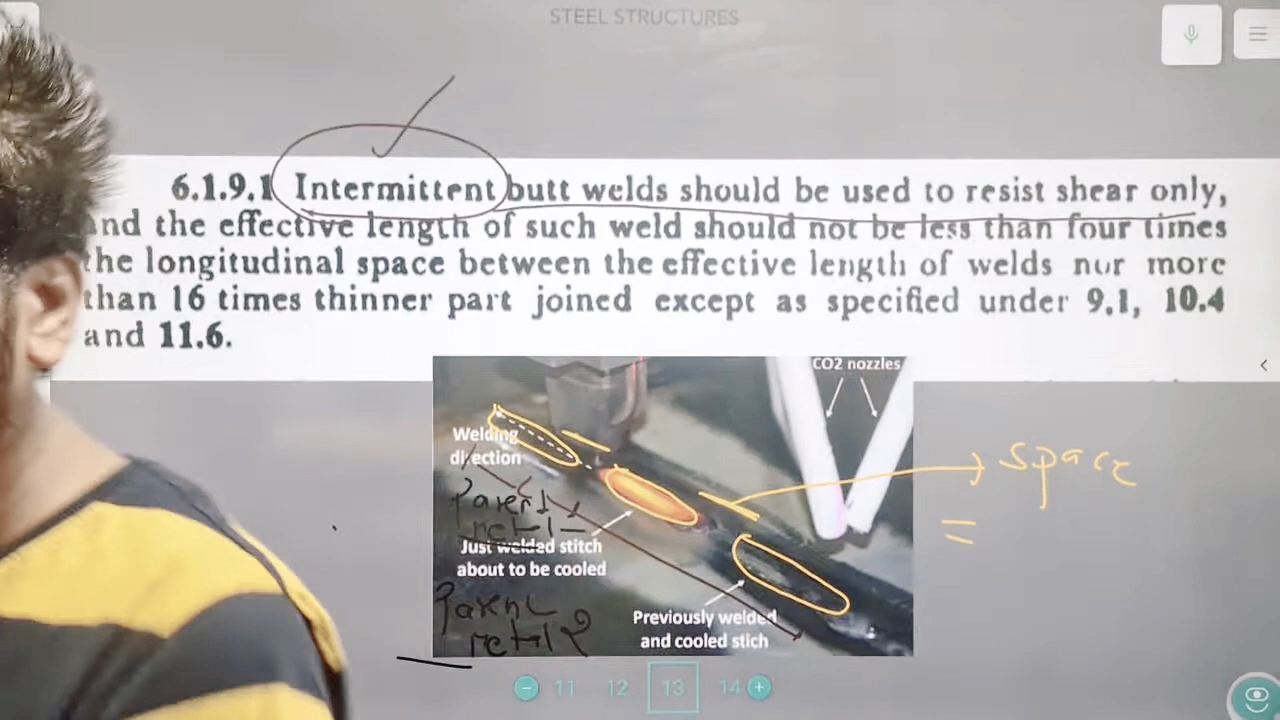 STEEL STRUCTURES
6.1.9.1 Intermittent butt welds should be used to resist shear only,
and the effective length of such weld should not be less than four times
the longitudinal space between the effective length of welds nor more
than 16 times thinner part joined except as specified under 9.1, 10.4
and 11.6.
CO2 nozzles
Welding
direction
space
Just welded stitch
about to be cooled
Previously welded
and cooled stich
11 12 13 14